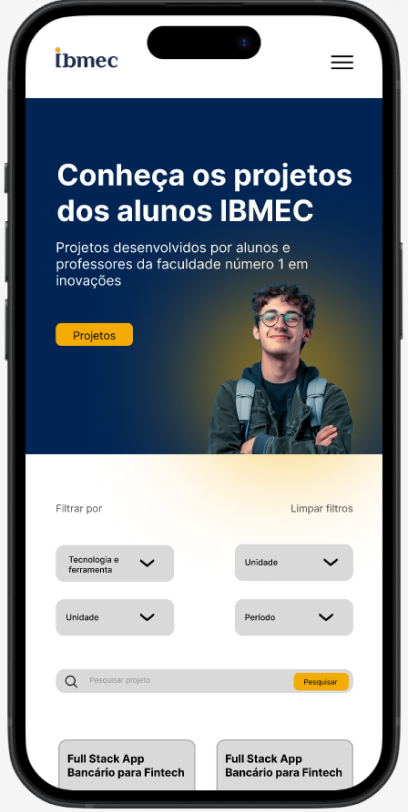 ibmec
Conheça os projetos
dos alunos IBMEC
Projetos desenvolvidos por alunos e
professores da faculdade número 1 em
inovações
Projetos
Filtrar por
Limpar filtros
Tecnologia e
ferramenta
Unidade
Unidade
Período
Pesquisar projeto
Pesquisar
Full Stack App
Bancário para Fintech
Full Stack App
Bancário para Fintech